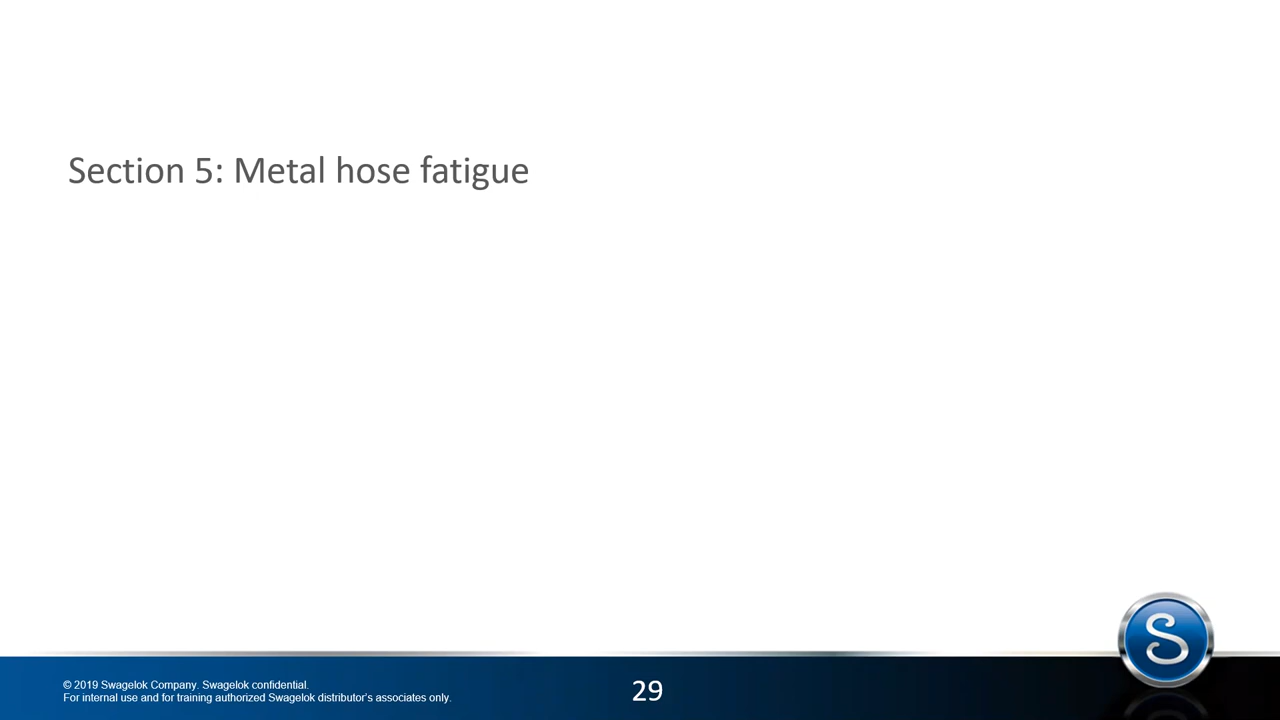 Section 5: Metal hose fatigue
S
© 2019 Swagelok Company. Swagelok confidential.
For internal use and for training authorized Swagelok distributor's associates only.
29